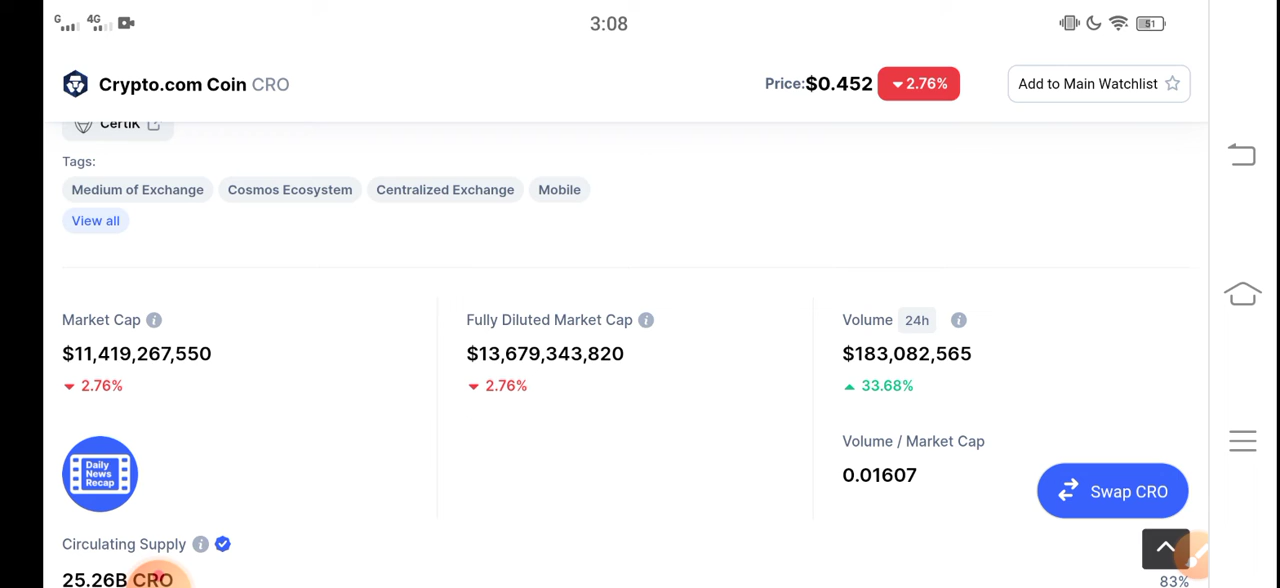 G 4G 3:08 51
Crypto.com Coin CRO Price:$0.452 2.76% Add to Main Watchlist
CertiK
Tags:
Medium of Exchange Cosmos Ecosystem Centralized Exchange Mobile
View all
Market Cap Fully Diluted Market Cap Volume 24h
$11,419,267,550 $13,679,343,820 $183,082,565
2.76% 2.76% 33.68%
Volume / Market Cap
Daily
News
Recap
0.01607
Swap CRO
Circulating Supply
25.26B CRO 83%